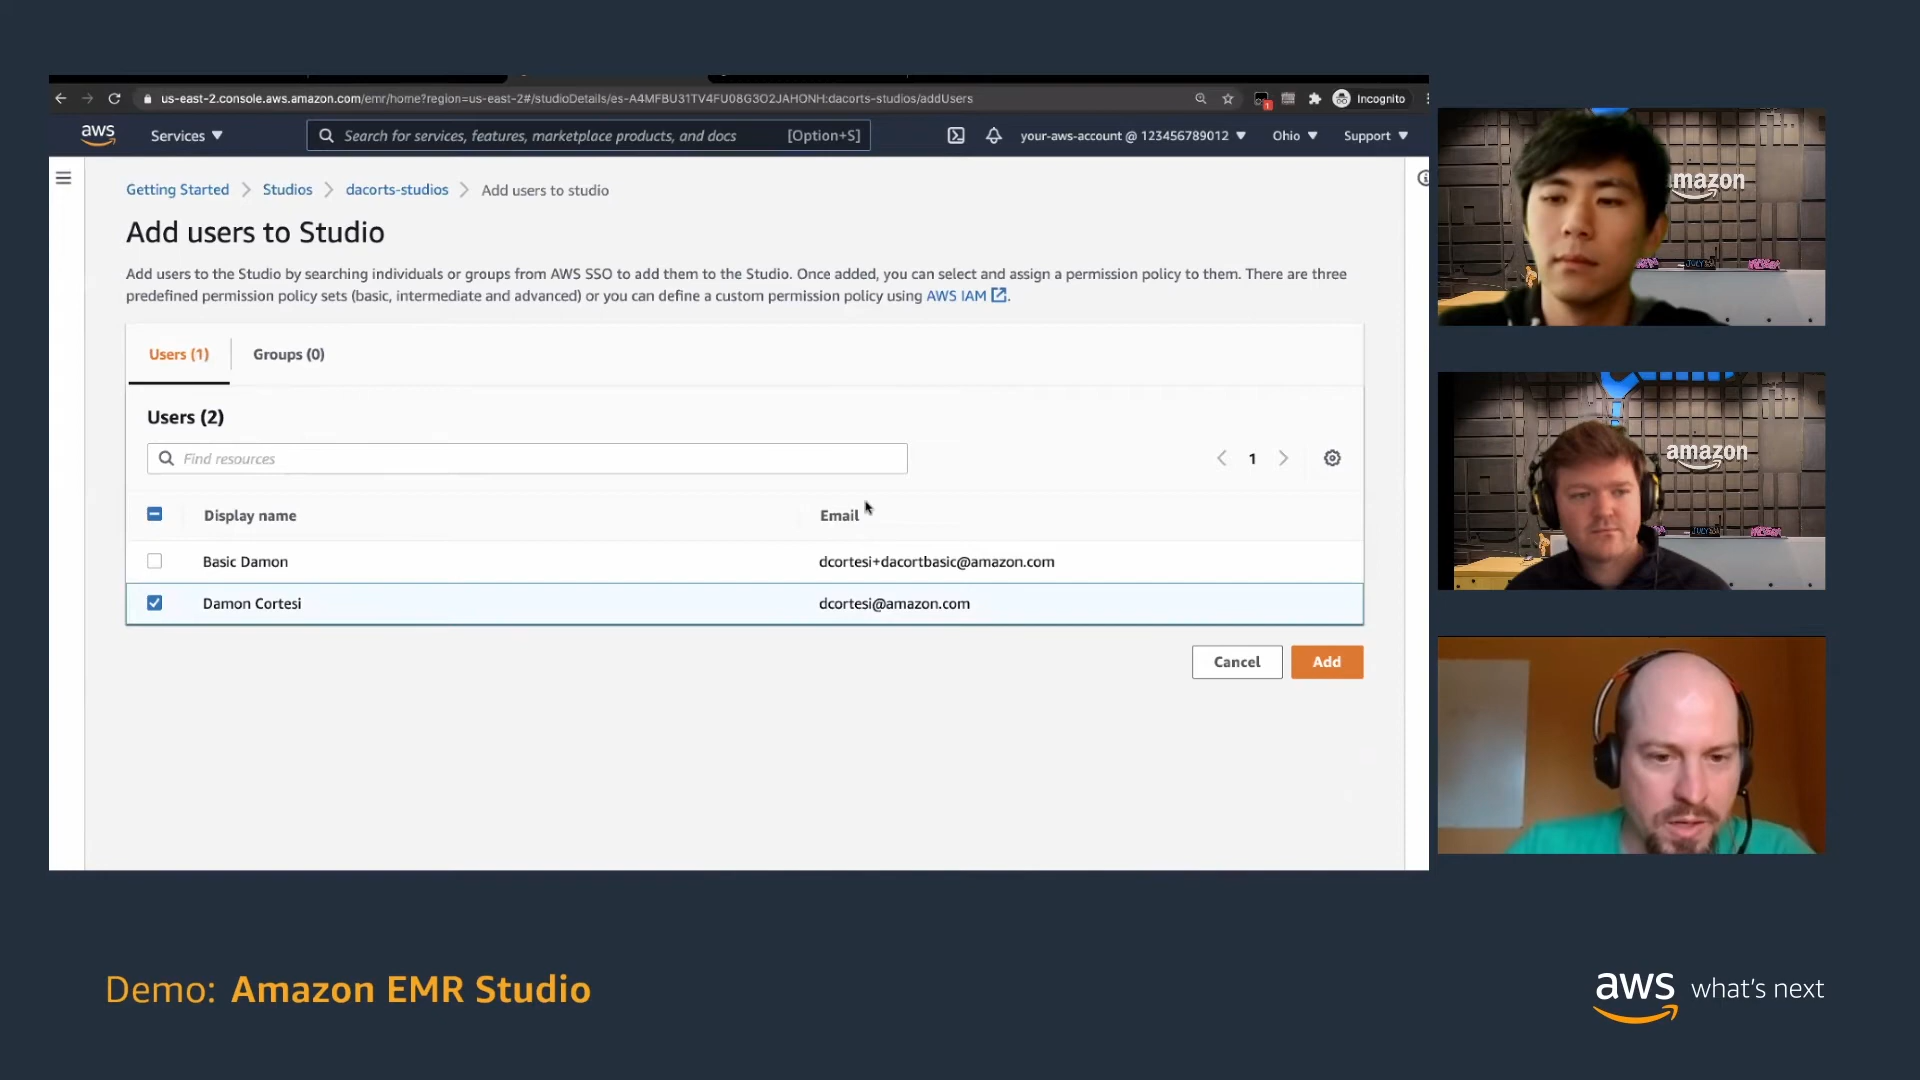 us-east-2.console.aws.amazon.com/emr/home?region=us-east-2#/studioDetails/es-A4MFBU31TV4FU08G3O2JAHONH:dacorts-studios/addUsers
1
Incognito
aws
Services
Search for services, features, marketplace products, and docs
[Option+S]
your-aws-account @ 123456789012
Ohio
Support
Getting Started
Studios
dacorts-studios
Add users to studio
Add users to Studio
Add users to the Studio by searching individuals or groups from AWS SSO to add them to the Studio. Once added, you can select and assign a permission policy to them. There are three
predefined permission policy sets (basic, intermediate and advanced) or you can define a custom permission policy using AWS IAM.
Users (1)
Groups (0)
Users (2)
Find resources
1
Display name
Email
Basic Damon
dcortesi+dacortbasic@amazon.com
Damon Cortesi
dcortesi@amazon.com
Cancel
Add
mazon
amazon
Demo: Amazon EMR Studio
aws what's next